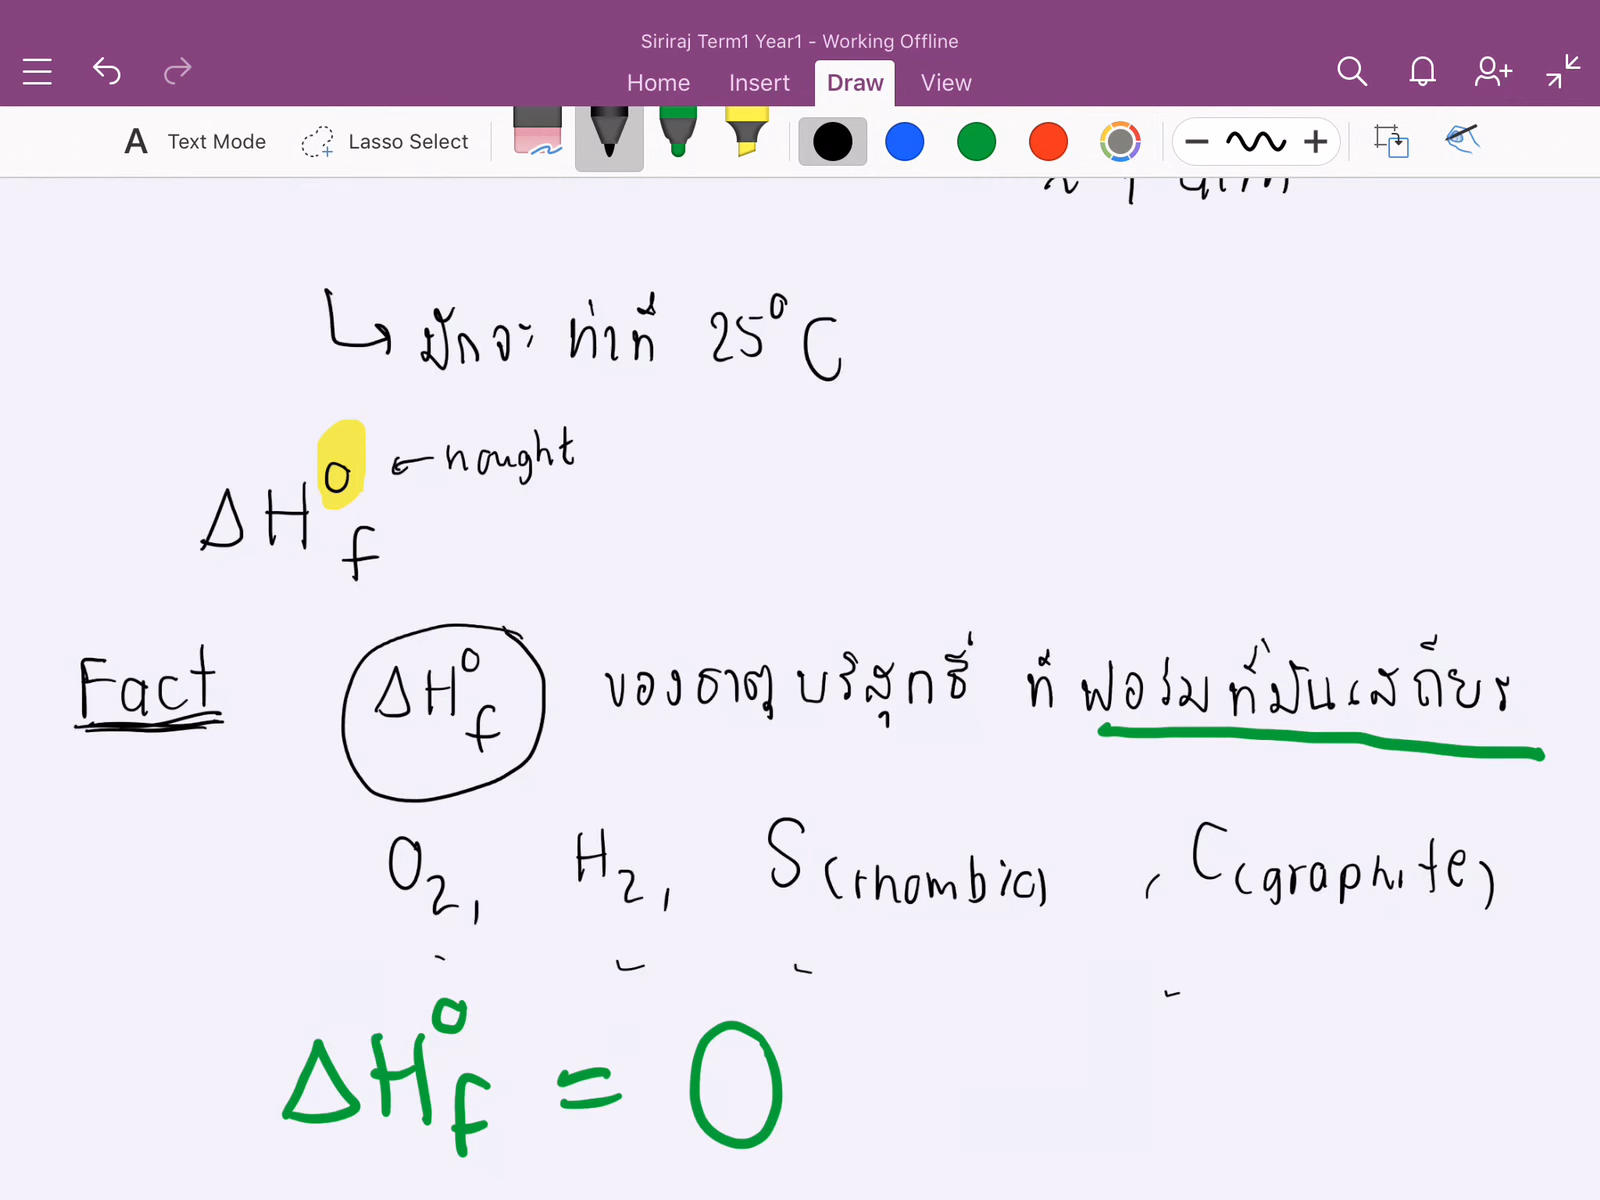 Siriraj Term1 Year1 - Working Offline
Home Insert Draw View
A Text Mode Lasso Select
↳ มักจะ ทำที่ 25°C
ΔH°f ← nought
Fact ΔH°f ของธาตุบริสุทธิ์ ที่ ฟอร์มที่มันเสถียร
O₂, H₂, S(rhombic), C(graphite)
ΔH°f = 0